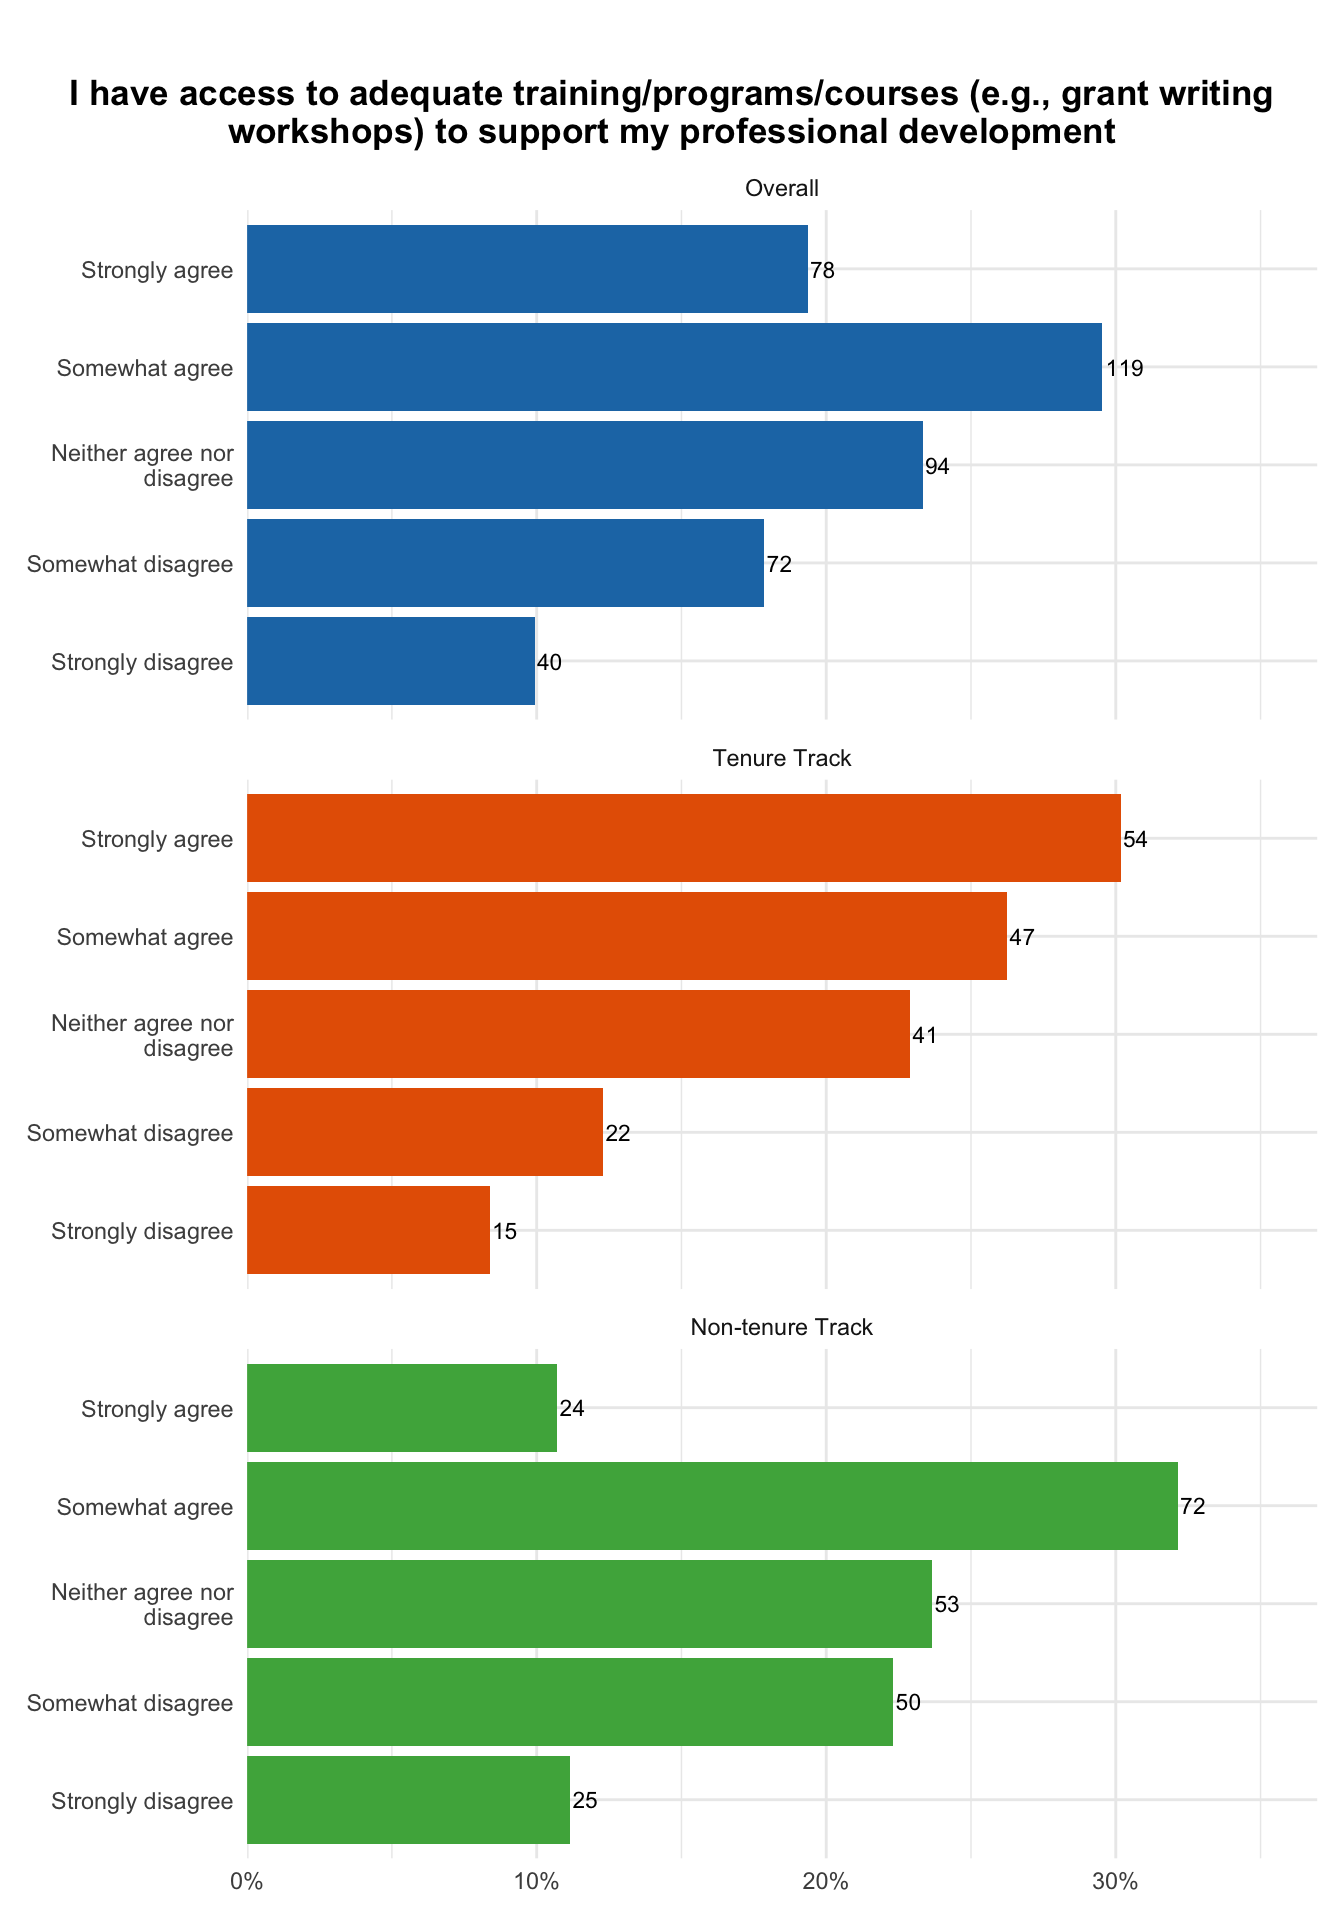 I have access to adequate training/programs/courses (e.g., grant writing
workshops) to support my professional development
Overall
Strongly agree
78
Somewhat agree
119
Neither agree nor
disagree
94
Somewhat disagree
72
Strongly disagree
40
Tenure Track
Strongly agree
54
Somewhat agree
47
Neither agree nor
disagree
41
Somewhat disagree
22
Strongly disagree
15
Non-tenure Track
Strongly agree
24
Somewhat agree
72
Neither agree nor
disagree
53
Somewhat disagree
50
Strongly disagree
25
0%
10%
20%
30%